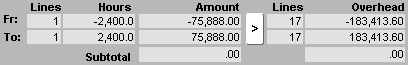 Lines Hours Amount Lines Overhead
Fr: 1 -2,400.0 -75,888.00 > 17 -183,413.60
To: 1 2,400.0 75,888.00 17 183,413.60
Subtotal .00 .00